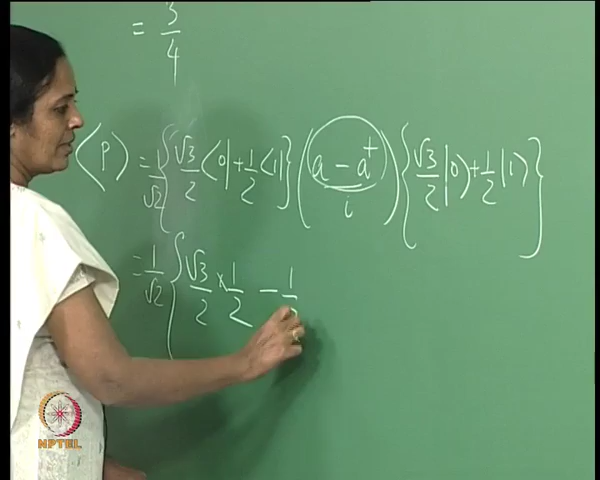 = 3/4
⟨P⟩ = 1/√2 { √3/2 ⟨0| + 1/2 ⟨1| } ( (a − a⁺)/i ) { √3/2 |0⟩ + 1/2 |1⟩ }
= 1/√2 { √3/2 × 1/2 − 1/
NPTEL